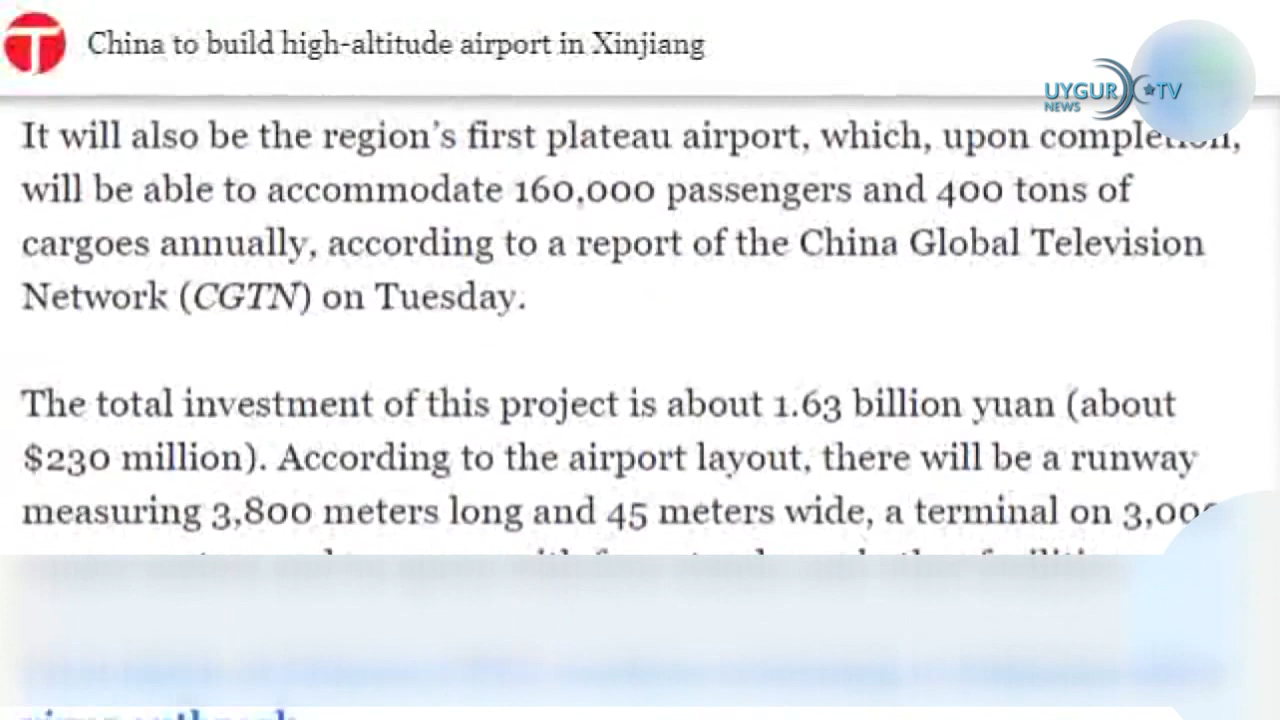 China to build high-altitude airport in Xinjiang
UYGUR TV
NEWS
It will also be the region's first plateau airport, which, upon completion,
will be able to accommodate 160,000 passengers and 400 tons of
cargoes annually, according to a report of the China Global Television
Network (CGTN) on Tuesday.
The total investment of this project is about 1.63 billion yuan (about
$230 million). According to the airport layout, there will be a runway
measuring 3,800 meters long and 45 meters wide, a terminal on 3,000